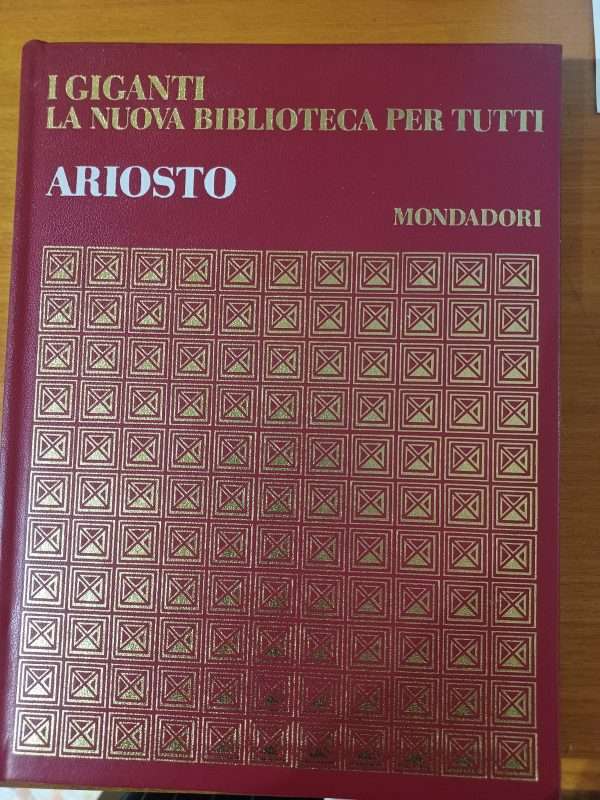 I GIGANTI
LA NUOVA BIBLIOTECA PER TUTTI
ARIOSTO
MONDADORI